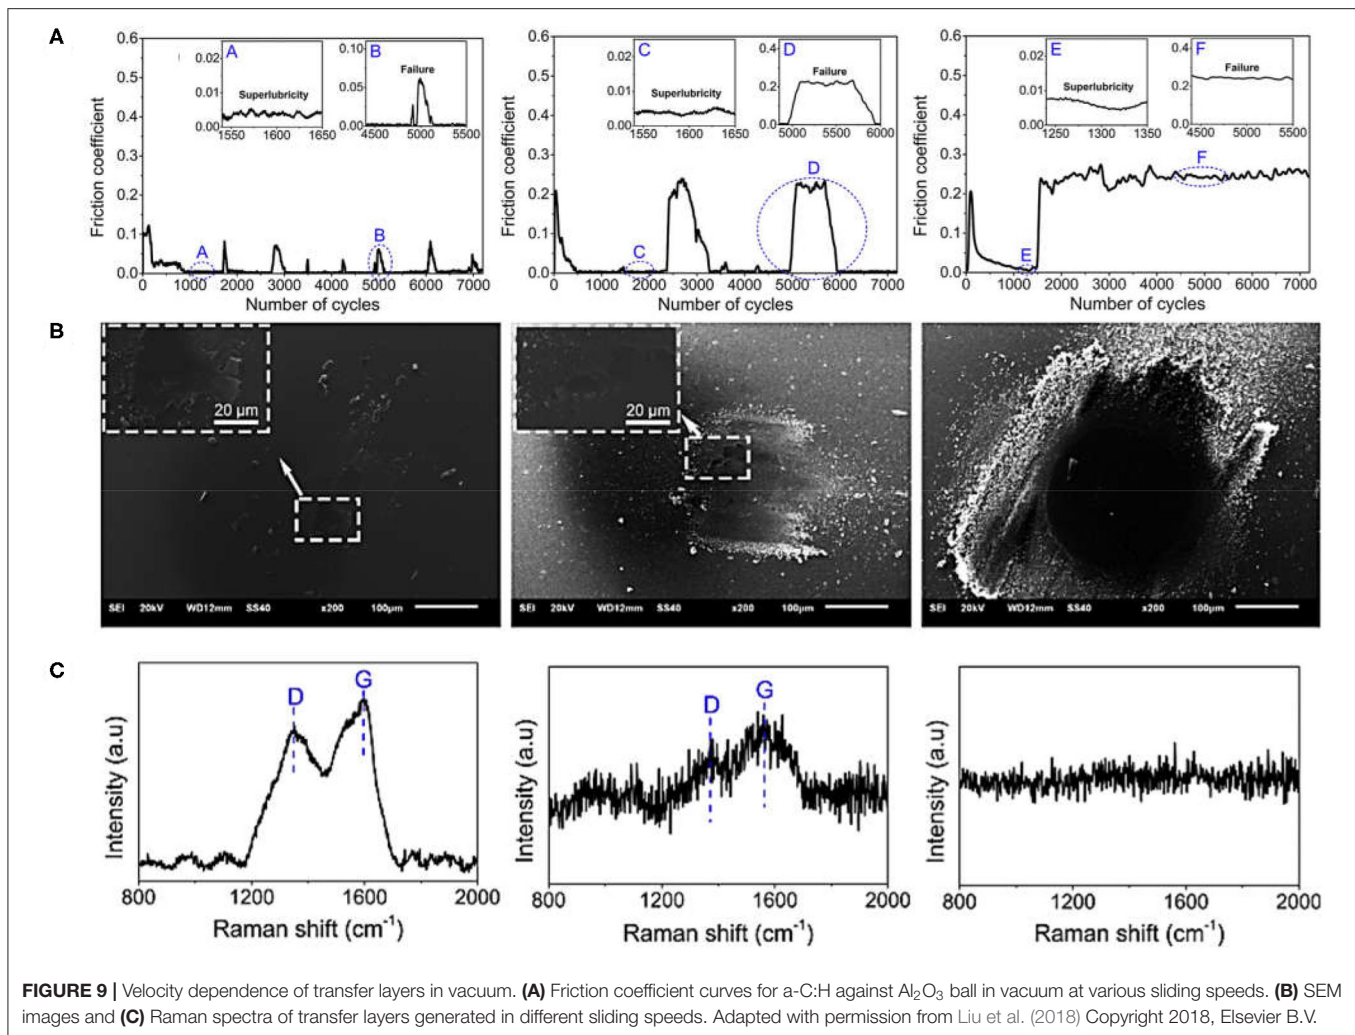 A
Friction coefficient
0.6
0.5
0.4
0.3
0.2
0.1
0.0
0 1000 2000 3000 4000 5000 6000 7000
Number of cycles
A
0.02
0.01
0.00
Superlubricity
1550 1600 1650
B
0.10
0.05
0.00
Failure
4500 5000 5500
A
B
Friction coefficient
0.6
0.5
0.4
0.3
0.2
0.1
0.0
0 1000 2000 3000 4000 5000 6000 7000
Number of cycles
C
0.02
0.01
0.00
Superlubricity
1550 1600 1650
D
0.4
0.2
0.0
Failure
5000 5500 6000
C
D
Friction coefficient
0.6
0.5
0.4
0.3
0.2
0.1
0.0
0 1000 2000 3000 4000 5000 6000 7000
Number of cycles
E
0.02
0.01
0.00
Superlubricity
1250 1300 1350
F
0.4
0.2
0.0
Failure
4500 5000 5500
E
F
B
20 µm
SEI 20kV WD12mm SS40 x200 100µm
20 µm
SEI 20kV WD12mm SS40 x200 100µm
SEI 20kV WD12mm SS40 x200 100µm
C
Intensity (a.u)
D G
800 1200 1600 2000
Raman shift (cm⁻¹)
Intensity (a.u)
D G
800 1200 1600 2000
Raman shift (cm⁻¹)
Intensity (a.u)
800 1200 1600 2000
Raman shift (cm⁻¹)
FIGURE 9 | Velocity dependence of transfer layers in vacuum. (A) Friction coefficient curves for a-C:H against Al₂O₃ ball in vacuum at various sliding speeds. (B) SEM
images and (C) Raman spectra of transfer layers generated in different sliding speeds. Adapted with permission from Liu et al. (2018) Copyright 2018, Elsevier B.V.